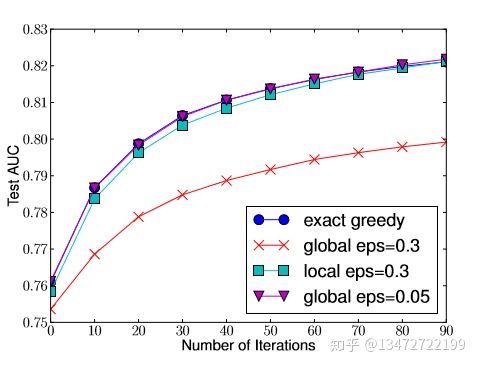 0.83
0.82
0.81
0.80
0.79
0.78
0.77
0.76
0.75
Test AUC
exact greedy
global eps=0.3
local eps=0.3
global eps=0.05
0 10 20 30 40 50 60 70 80 90
Number of Iterations
知乎 @13472722199